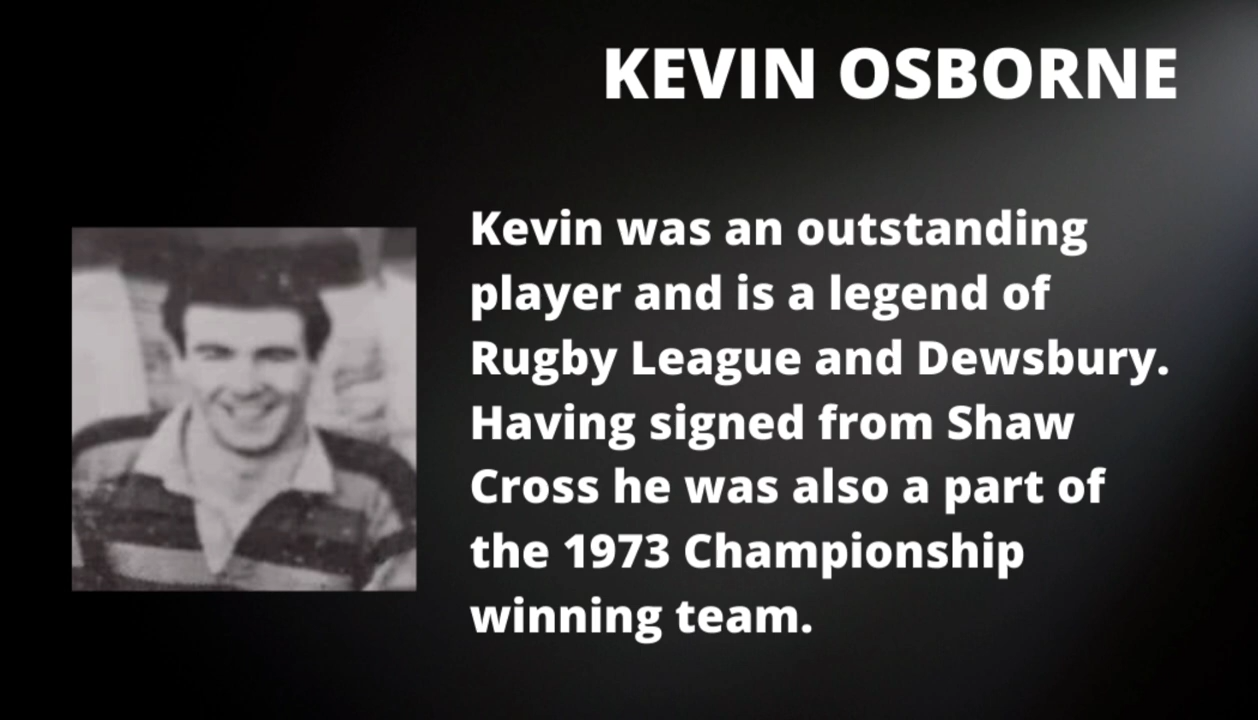 KEVIN OSBORNE
Kevin was an outstanding
player and is a legend of
Rugby League and Dewsbury.
Having signed from Shaw
Cross he was also a part of
the 1973 Championship
winning team.